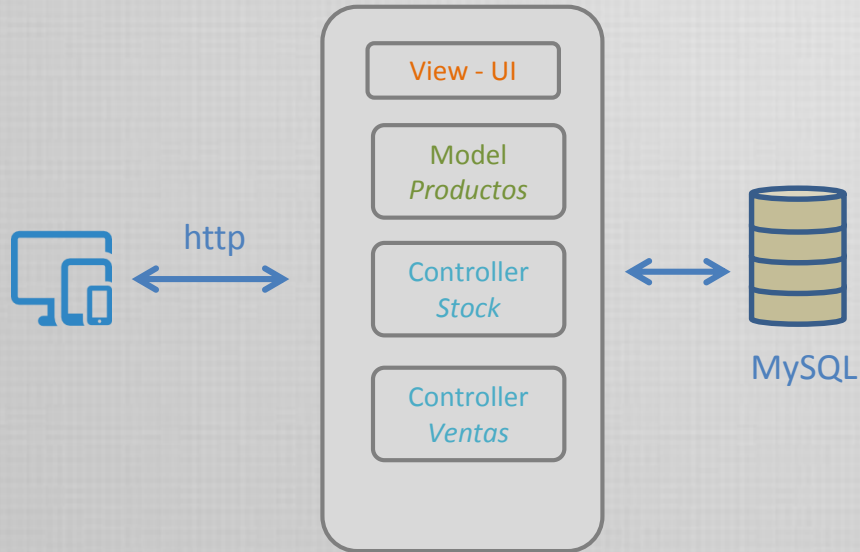 View - UI
Model
Productos
http
Controller
Stock
Controller
Ventas
MySQL